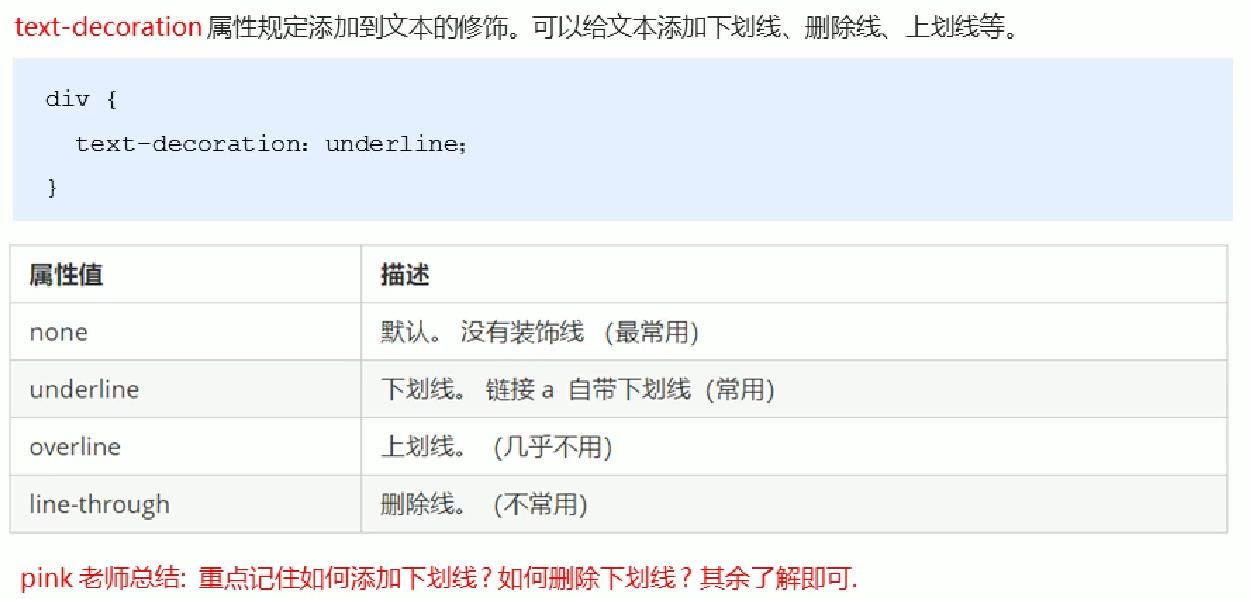 text-decoration 属性规定添加到文本的修饰。可以给文本添加下划线、删除线、上划线等。
div {
text-decoration：underline；
}
属性值 描述
none 默认。 没有装饰线 （最常用)
underline 下划线。 链接 a 自带下划线（常用)
overline 上划线。（几乎不用)
line-through 删除线。（不常用)
pink 老师总结: 重点记住如何添加下划线? 如何删除下划线? 其余了解即可.